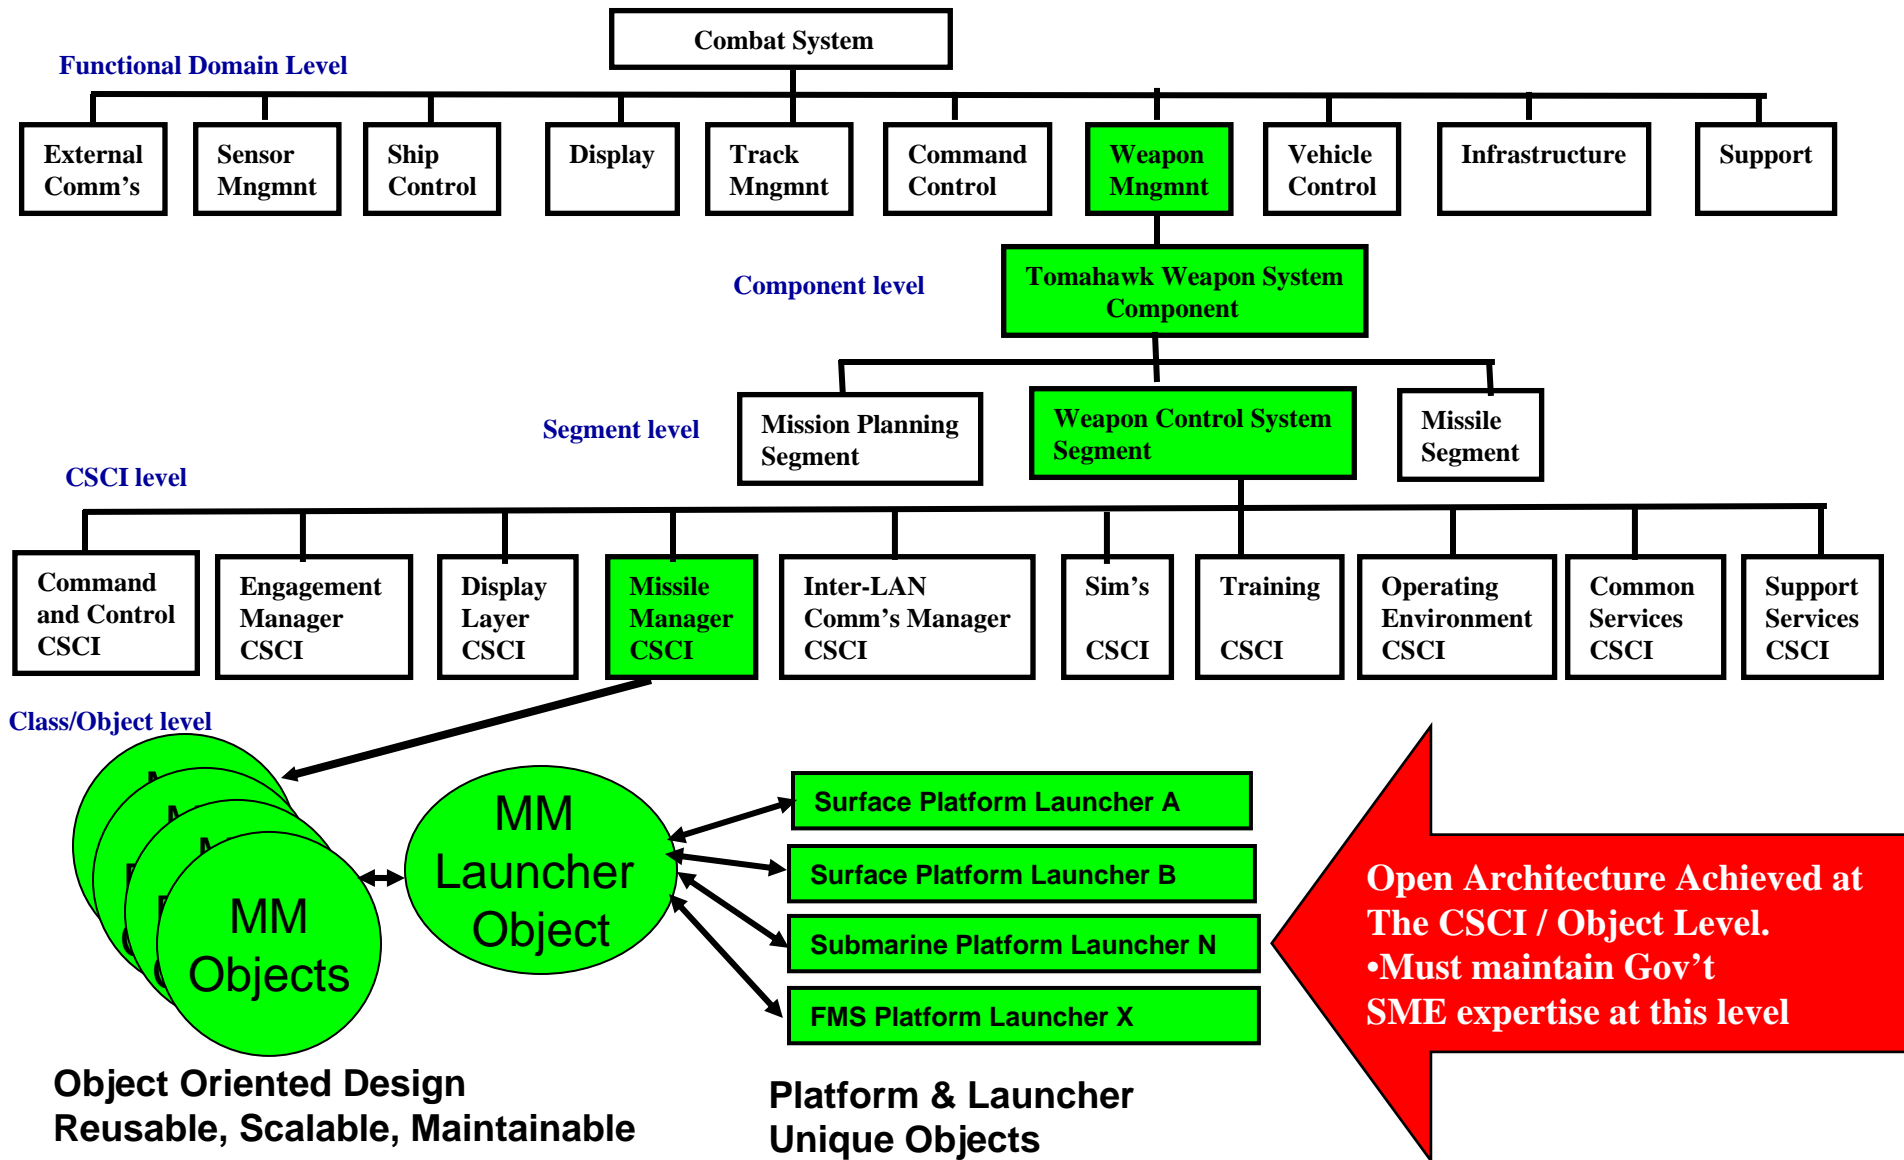 Combat System
Functional Domain Level
External
Comm’s
Sensor
Mngmnt
Ship
Control
Display
Track
Mngmnt
Command
Control
Weapon
Mngmnt
Vehicle
Control
Infrastructure
Support
Component level
Tomahawk Weapon System
Component
Segment level
Mission Planning
Segment
Weapon Control System
Segment
Missile
Segment
CSCI level
Command
and Control
CSCI
Engagement
Manager
CSCI
Display
Layer
CSCI
Missile
Manager
CSCI
Inter-LAN
Comm’s Manager
CSCI
Sim’s
CSCI
Training
CSCI
Operating
Environment
CSCI
Common
Services
CSCI
Support
Services
CSCI
Class/Object level
MM
Objects
MM
Launcher
Object
Surface Platform Launcher A
Surface Platform Launcher B
Submarine Platform Launcher N
FMS Platform Launcher X
Open Architecture Achieved at
The CSCI / Object Level.
•Must maintain Gov’t
SME expertise at this level
Object Oriented Design
Reusable, Scalable, Maintainable
Platform & Launcher
Unique Objects